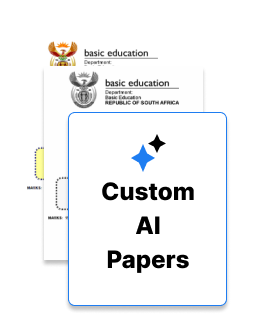 basic education
Department:
basic education
Department:
Basic Education
REPUBLIC OF SOUTH AFRICA
MARKS:
MARKS:
Custom
AI
Papers